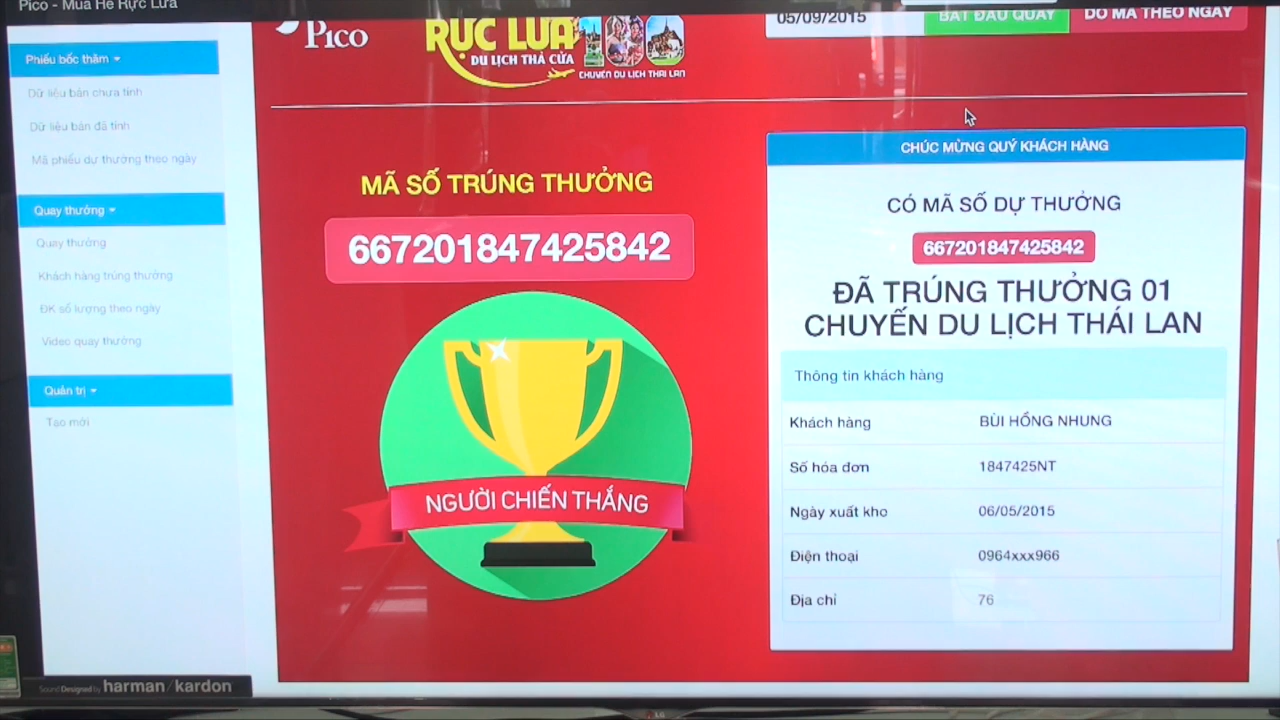 Pico - Mùa Hè Rực Lửa
Pico
RỰC LỬA
DU LỊCH THẢ CỬA
CHUYẾN DU LỊCH THÁI LAN
05/09/2015
BẮT ĐẦU QUAY
DÒ MÃ THEO NGÀY
Phiếu bốc thăm
Dữ liệu bán chưa tính
Dữ liệu bán đã tính
Mã phiếu dự thưởng theo ngày
Quay thưởng
Quay thưởng
Khách hàng trúng thưởng
ĐK số lượng theo ngày
Video quay thưởng
Quản trị
Tạo mới
MÃ SỐ TRÚNG THƯỞNG
667201847425842
NGƯỜI CHIẾN THẮNG
CHÚC MỪNG QUÝ KHÁCH HÀNG
CÓ MÃ SỐ DỰ THƯỞNG
667201847425842
ĐÃ TRÚNG THƯỞNG 01
CHUYẾN DU LỊCH THÁI LAN
Thông tin khách hàng
Khách hàng BÙI HỒNG NHUNG
Số hóa đơn 1847425NT
Ngày xuất kho 06/05/2015
Điện thoại 0964xxx966
Địa chỉ 76
Sound Designed by harman/kardon
LG